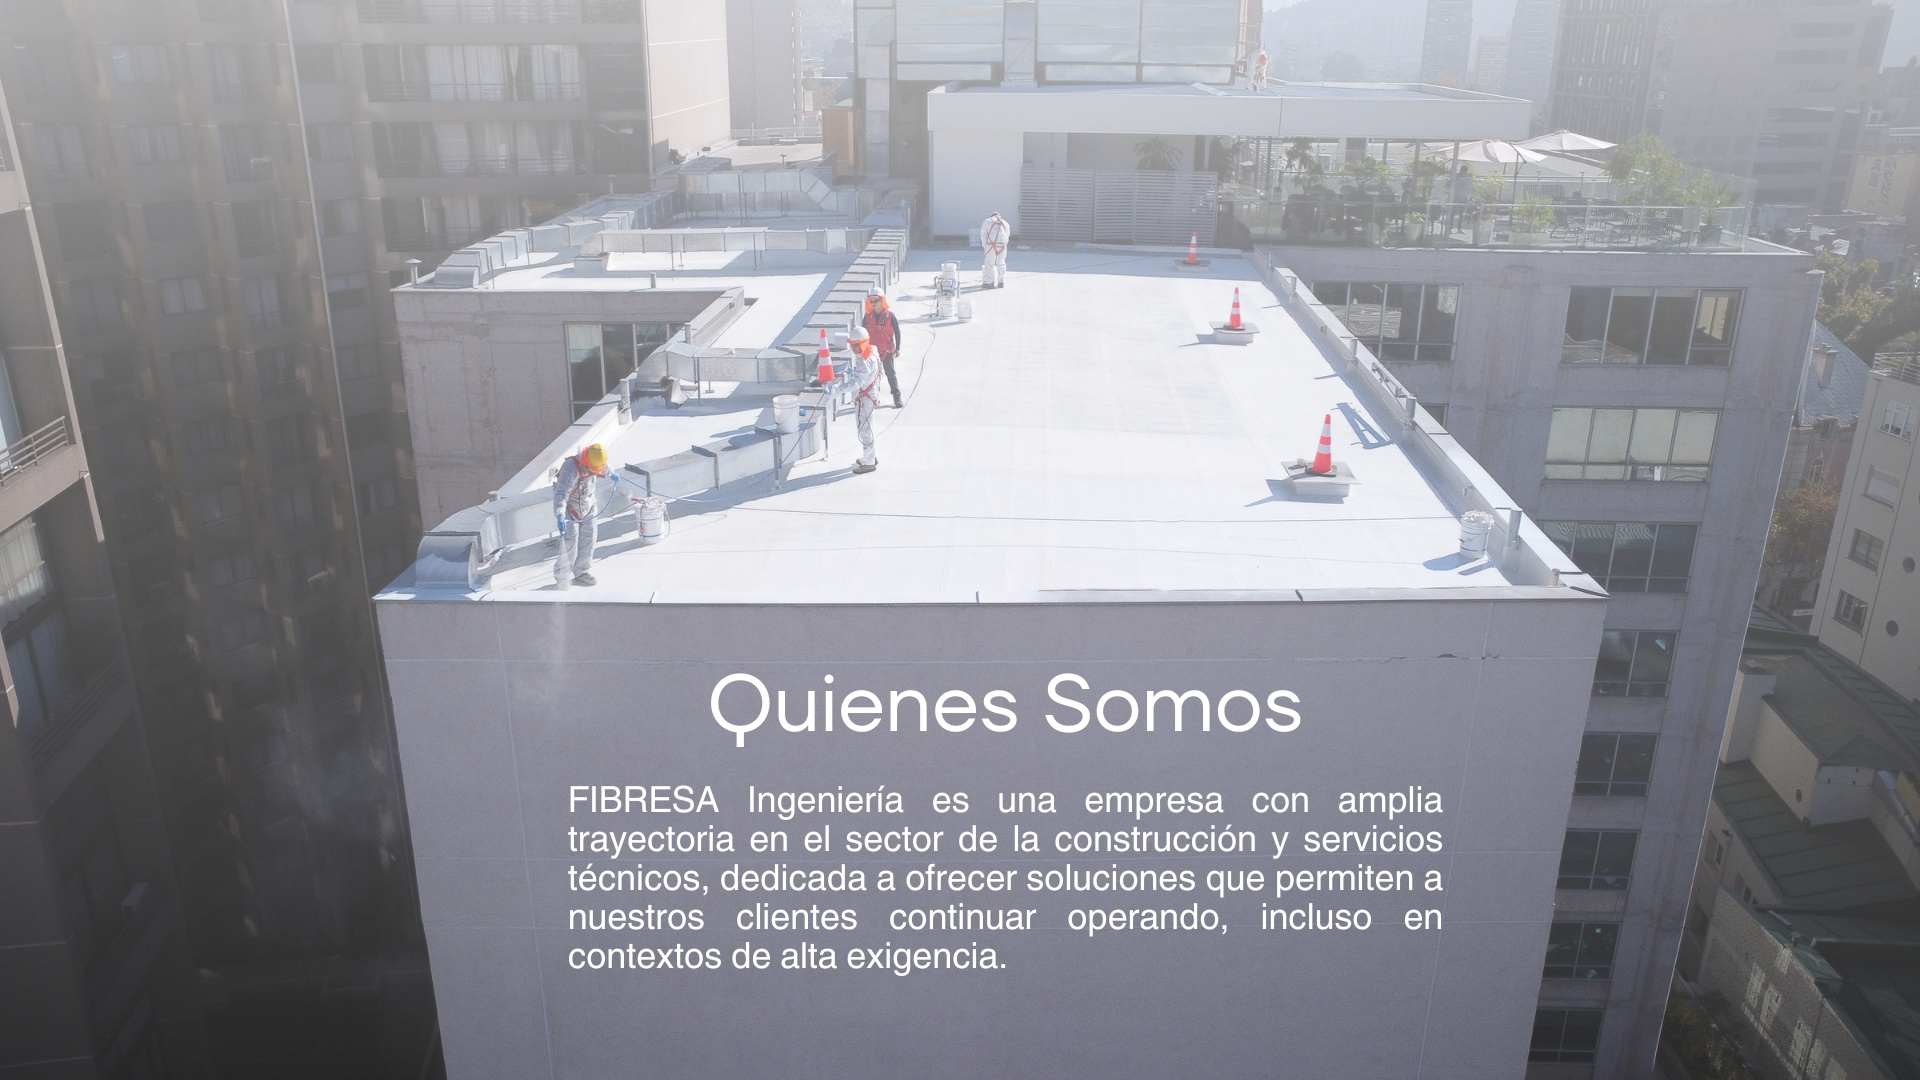 Quienes Somos
FIBRESA Ingeniería es una empresa con amplia
trayectoria en el sector de la construcción y servicios
técnicos, dedicada a ofrecer soluciones que permiten a
nuestros clientes continuar operando, incluso en
contextos de alta exigencia.